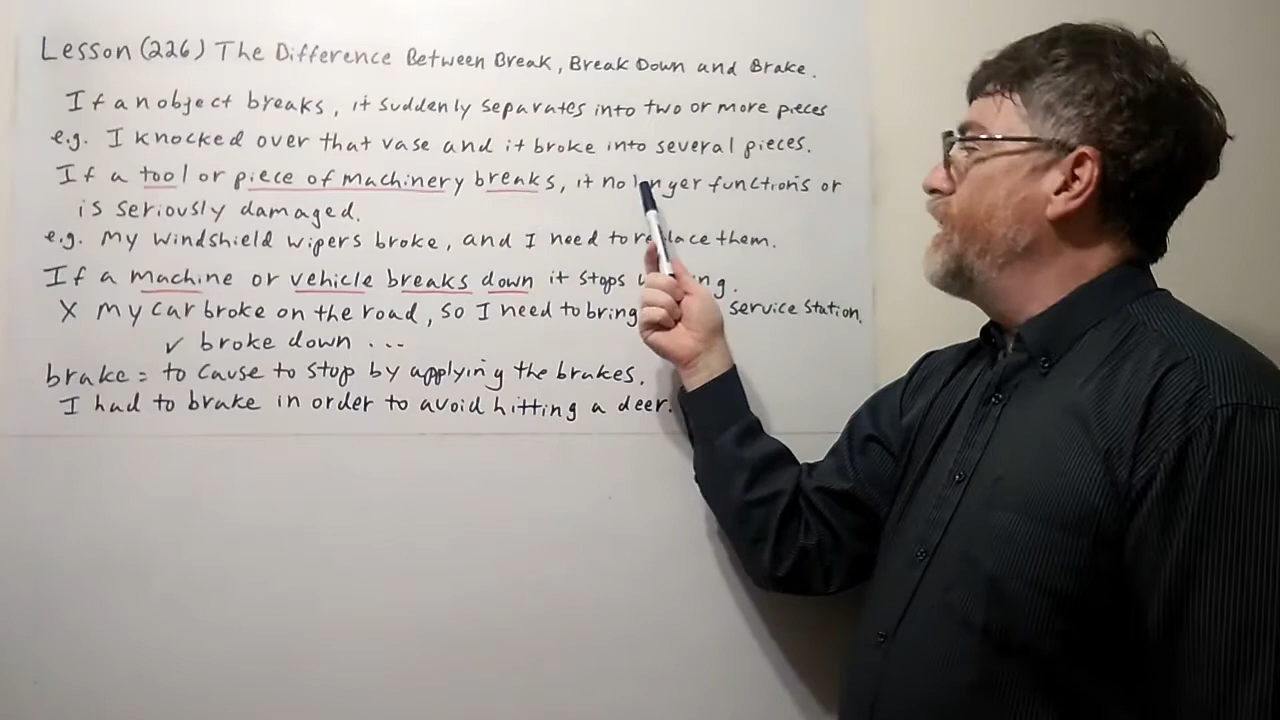 Lesson (226) The Difference Between Break, Break Down and Brake.
If an object breaks, it suddenly separates into two or more pieces
e.g. I knocked over that vase and it broke into several pieces.
If a tool or piece of machinery breaks, it no longer functions or
is seriously damaged.
e.g. My windshield wipers broke, and I need to replace them.
If a machine or vehicle breaks down it stops
X My car broke on the road, so I need to bring service station.
✓ broke down ...
brake = to cause to stop by applying the brakes.
I had to brake in order to avoid hitting a deer.